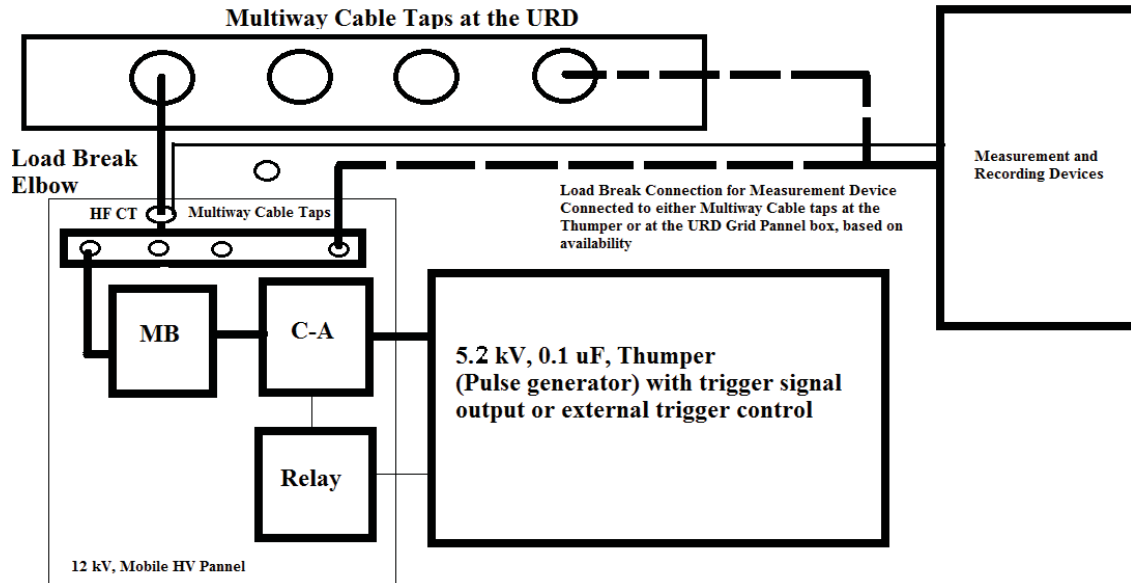 Multiway Cable Taps at the URD
Load Break
Elbow
HF CT
Multiway Cable Taps
Measurement and
Recording Devices
Load Break Connection for Measurement Device
Connected to either Multiway Cable taps at the
Thumper or at the URD Grid Pannel box, based on
availability
MB
C-A
5.2 kV, 0.1 uF, Thumper
(Pulse generator) with trigger signal
output or external trigger control
Relay
12 kV, Mobile HV Pannel